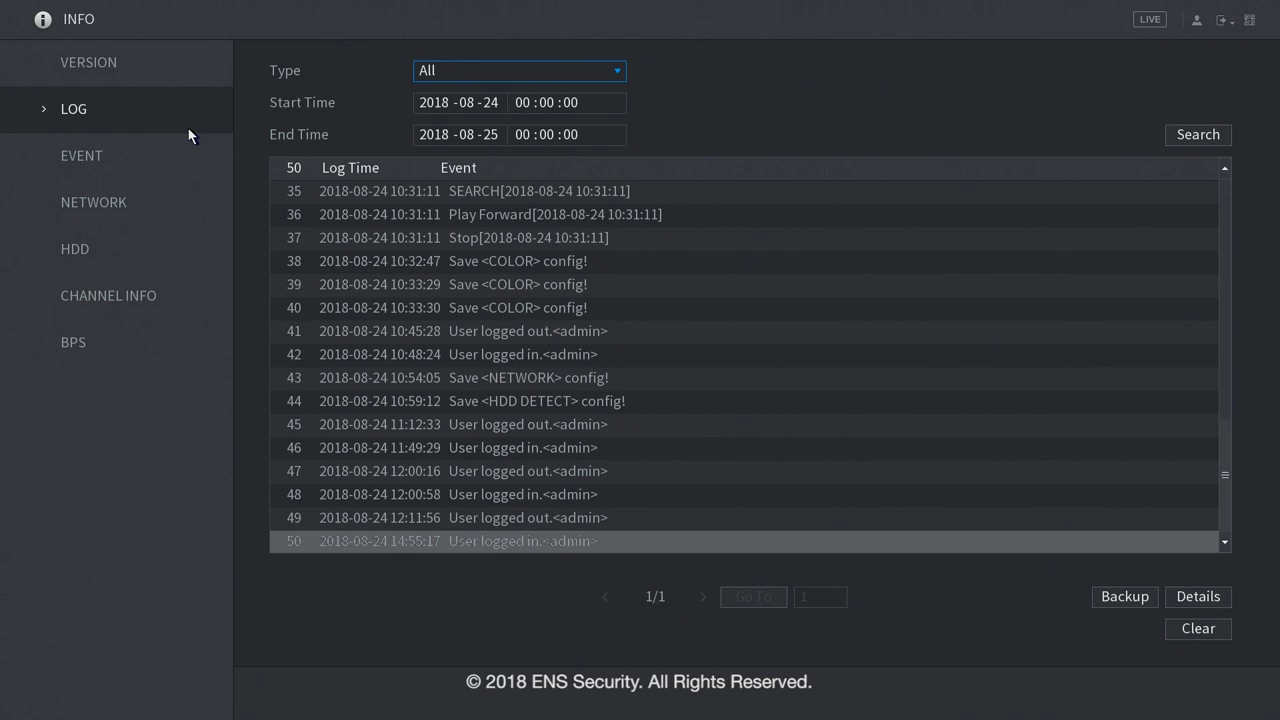 INFO
LIVE
VERSION
LOG
EVENT
NETWORK
HDD
CHANNEL INFO
BPS
Type All
Start Time 2018 -08 -24 00 : 00 : 00
End Time 2018 -08 -25 00 : 00 : 00
Search
50 Log Time Event
35 2018-08-24 10:31:11 SEARCH[2018-08-24 10:31:11]
36 2018-08-24 10:31:11 Play Forward[2018-08-24 10:31:11]
37 2018-08-24 10:31:11 Stop[2018-08-24 10:31:11]
38 2018-08-24 10:32:47 Save <COLOR> config!
39 2018-08-24 10:33:29 Save <COLOR> config!
40 2018-08-24 10:33:30 Save <COLOR> config!
41 2018-08-24 10:45:28 User logged out.<admin>
42 2018-08-24 10:48:24 User logged in.<admin>
43 2018-08-24 10:54:05 Save <NETWORK> config!
44 2018-08-24 10:59:12 Save <HDD DETECT> config!
45 2018-08-24 11:12:33 User logged out.<admin>
46 2018-08-24 11:49:29 User logged in.<admin>
47 2018-08-24 12:00:16 User logged out.<admin>
48 2018-08-24 12:00:58 User logged in.<admin>
49 2018-08-24 12:11:56 User logged out.<admin>
50 2018-08-24 14:55:17 User logged in.<admin>
1/1 Go To 1
Backup Details
Clear
© 2018 ENS Security. All Rights Reserved.